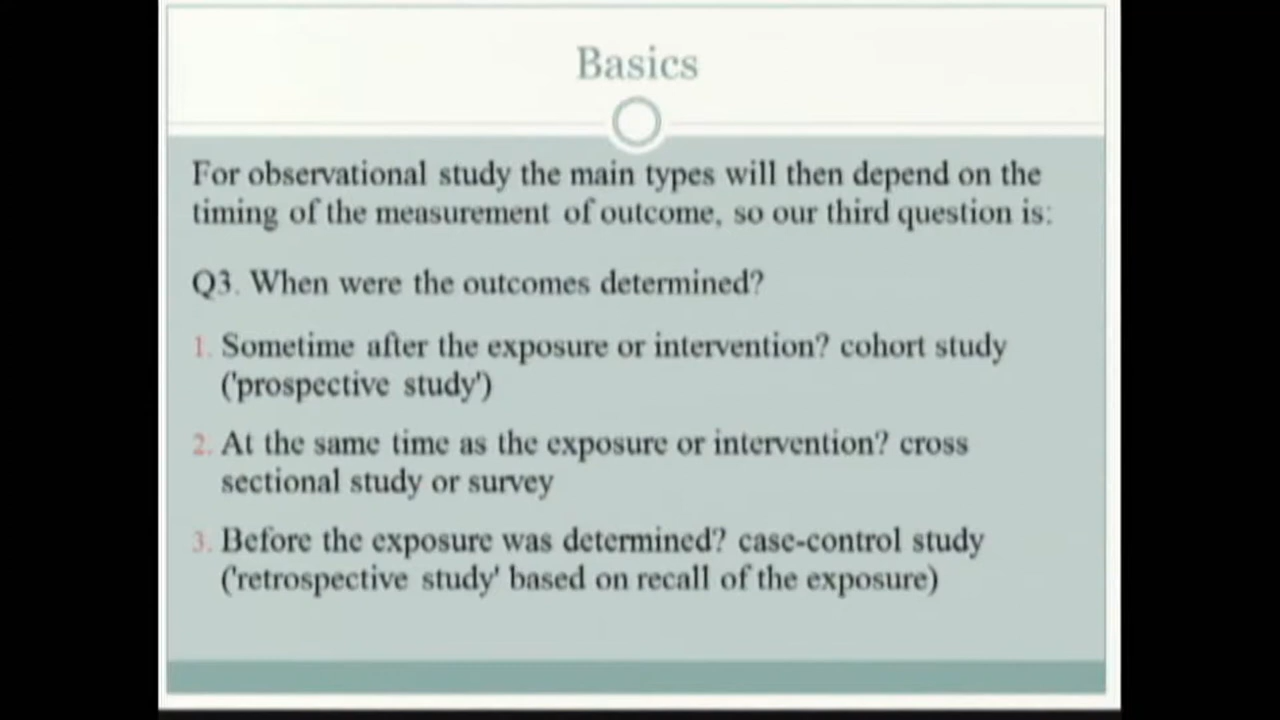 Basics
For observational study the main types will then depend on the
timing of the measurement of outcome, so our third question is:
Q3. When were the outcomes determined?
1. Sometime after the exposure or intervention? cohort study
('prospective study')
2. At the same time as the exposure or intervention? cross
sectional study or survey
3. Before the exposure was determined? case-control study
('retrospective study' based on recall of the exposure)